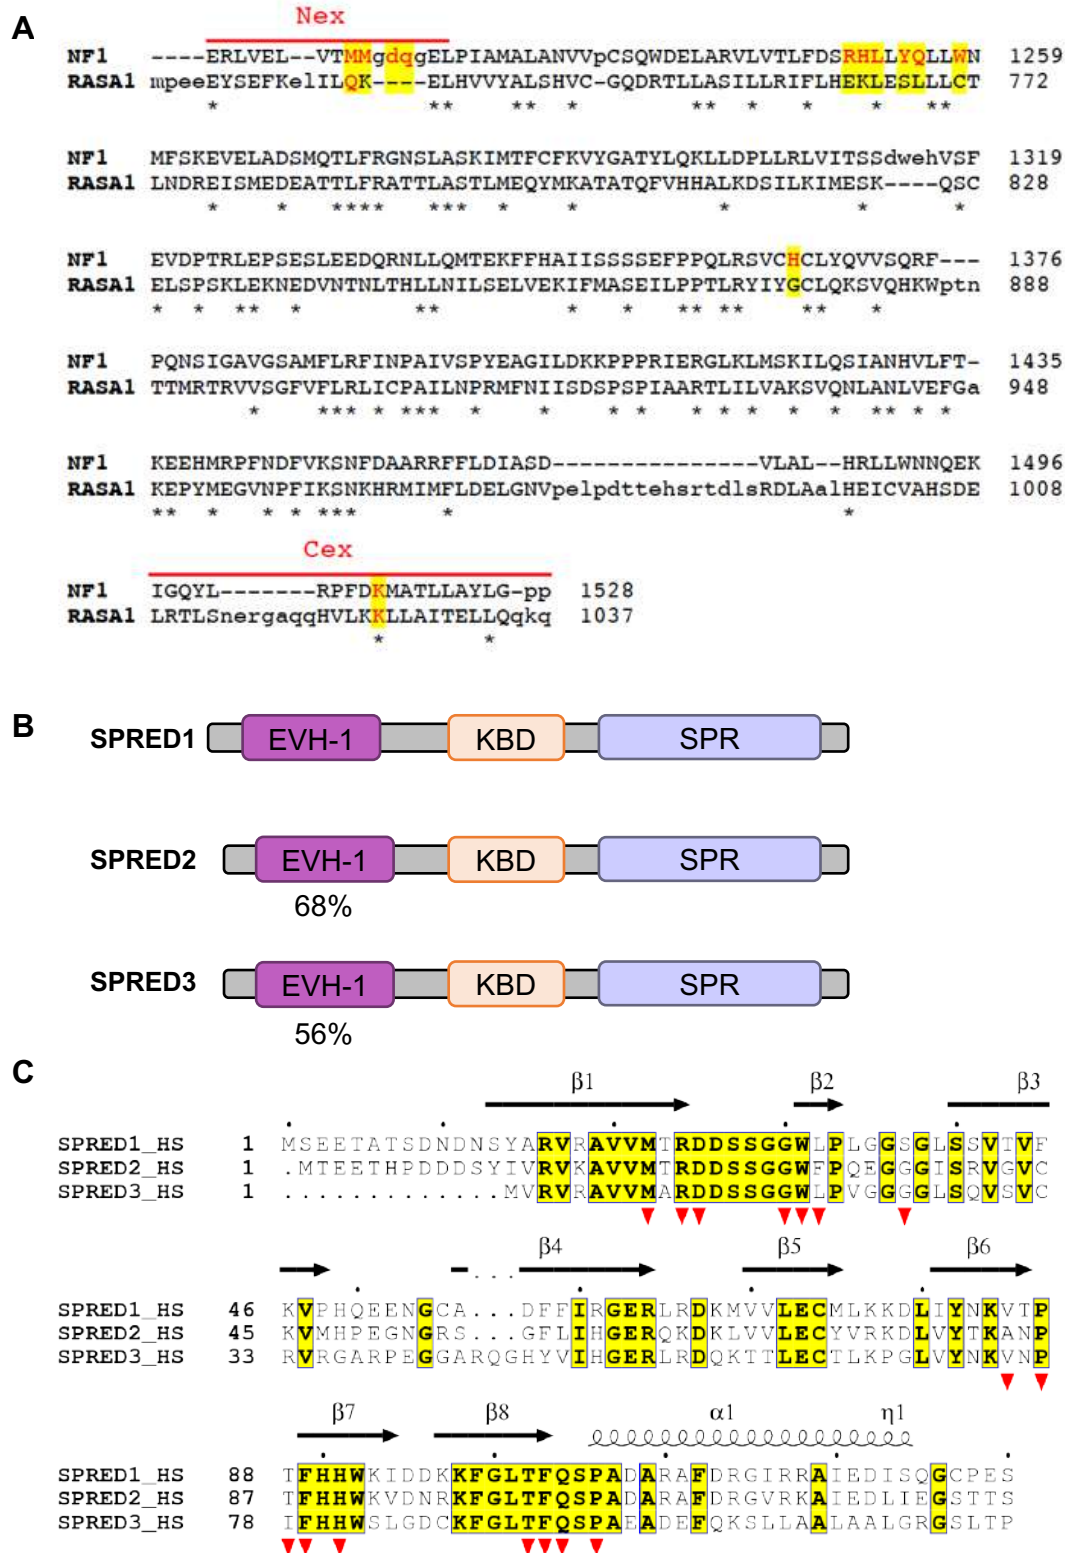 A
Nex
NF1 ----ERLVEL--VTMMgdqgELPIAMALANVVpCSQWDELARVLVTLFDSRHLLYQLLWN 1259
RASA1 mpeeEYSEFKelILQK----ELHVVYALSHVC-GQDRTLLASILLRIFLHEKLESLLLCT 772
* ** ** * ** * ** * **
NF1 MFSKEVELADSMQTLFRGNSLASKIMTFCFKVYGATYLQKLLDPLLRLVITSSdwehVSF 1319
RASA1 LNDREISMEDEATTLFRATTLASTLMEQYMKATATQFVHHALKDSILKIMESK----QSC 828
* * **** *** * * * * *
NF1 EVDPTRLEPSESLEEDQRNLLQMTEKFFHAIISSSSEFPPQLRSVCHCLYQVVSQRF--- 1376
RASA1 ELSPSKLEKNEDVNTNLTHLLNILSELVEKIFMASEILPPTLRYIYGCLQKSVQHKWptn 888
* * ** * ** * * ** ** ** *
NF1 PQNSIGAVGSAMFLRFINPAIVSPYEAGILDKKPPPRIERGLKLMSKILQSIANHVLFT- 1435
RASA1 TTMRTRVVSGFVFLRLICPAILNPRMFNIISDSPSPIAARTLILVAKSVQNLANLVEFGa 948
* *** * *** * * * * * * * * * ** * *
NF1 KEEHMRPFNDFVKSNFDAARRFFLDIASD---------------VLAL--HRLLWNNQEK 1496
RASA1 KEPYMEGVNPFIKSNKHRMIMFLDELGNVpelpdttehsrtdlsRDLAalHEICVAHSDE 1008
** * * * *** * *
Cex
NF1 IGQYL-------RPFDKMATLLAYLG-pp 1528
RASA1 LRTLSnergaqqHVLKKLLAITELLQqkq 1037
* *
B
SPRED1 EVH-1 KBD SPR
SPRED2 EVH-1 KBD SPR
68%
SPRED3 EVH-1 KBD SPR
56%
C
β1 β2 β3
SPRED1_HS 1 MSEETATSDNDNSYARVRAVVMTRDDSSGGWLPLGGSGLSSVTVF
SPRED2_HS 1 .MTEETHPDDDSYIVRVKAVVMTRDDSSGGWFPQEGGGISRVGVC
SPRED3_HS 1 .............MVRVRAVVMARDDSSGGWLPVGGGGLSQVSVC
β4 β5 β6
SPRED1_HS 46 KVPHQEENGCA...DFFIRGERLRDKMVVLECMLKKDLIYNKVTP
SPRED2_HS 45 KVMHPEGNGRS...GFLIHGERQKDKLVVLECYVRKDLVYTKANP
SPRED3_HS 33 RVRGARPEGGARQGHYVIHGERLRDQKTTLECTLKPGLVYNKVNP
β7 β8 α1 η1
SPRED1_HS 88 TFHHWKIDDKKFGLTFQSPADARAFDRGIRRAIEDISQGCPES
SPRED2_HS 87 TFHHWKVDNRKFGLTFQSPADARAFDRGVRKAIEDLIEGSTTS
SPRED3_HS 78 IFHHWSLGDCKFGLTFQSPAEADEFQKSLLAALAALGRGSLTP